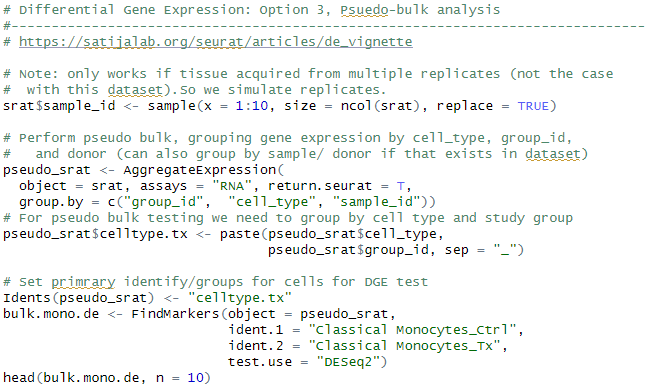 # Differential Gene Expression: Option 3, Psuedo-bulk analysis
#-------------------------------------------------------------------------------
# https://satijalab.org/seurat/articles/de_vignette
# Note: only works if tissue acquired from multiple replicates (not the case
#  with this dataset).So we simulate replicates.
srat$sample_id <- sample(x = 1:10, size = ncol(srat), replace = TRUE)
# Perform pseudo bulk, grouping gene expression by cell_type, group_id,
#   and donor (can also group by sample/ donor if that exists in dataset)
pseudo_srat <- AggregateExpression(
  object = srat, assays = "RNA", return.seurat = T,
  group.by = c("group_id",  "cell_type", "sample_id"))
# For pseudo bulk testing we need to group by cell type and study group
pseudo_srat$celltype.tx <- paste(pseudo_srat$cell_type,
                                 pseudo_srat$group_id, sep = "_")
# Set primrary identify/groups for cells for DGE test
Idents(pseudo_srat) <- "celltype.tx"
bulk.mono.de <- FindMarkers(object = pseudo_srat,
                            ident.1 = "Classical Monocytes_Ctrl",
                            ident.2 = "Classical Monocytes_Tx",
                            test.use = "DESeq2")
head(bulk.mono.de, n = 10)